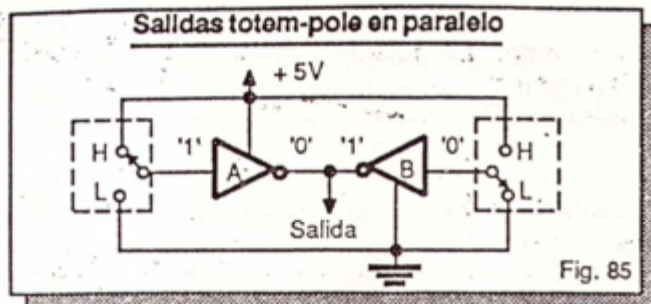 Salidas totem-pole en paralelo
+ 5V
H '1' A '0' '1' B '0' H
L L
Salida
Fig. 85